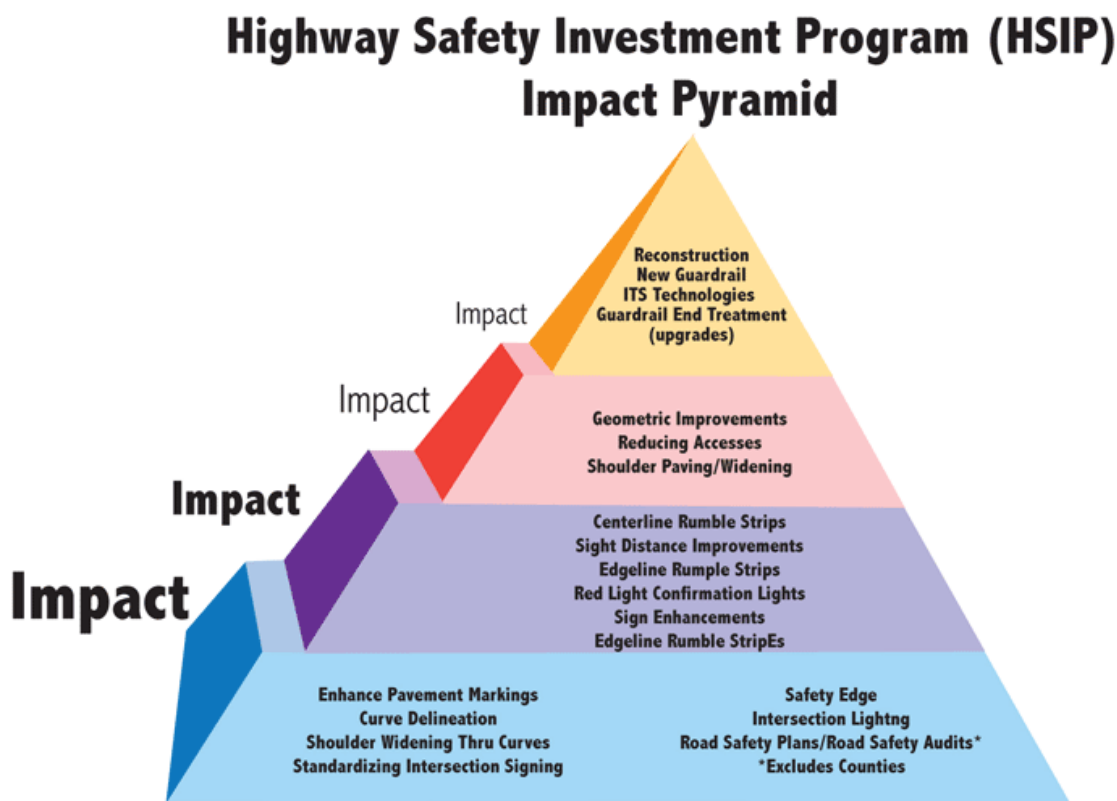 Highway Safety Investment Program (HSIP)
Impact Pyramid
Reconstruction
New Guardrail
ITS Technologies
Guardrail End Treatment
(upgrades)
Impact
Geometric Improvements
Reducing Accesses
Shoulder Paving/Widening
Impact
Centerline Rumble Strips
Sight Distance Improvements
Edgeline Rumple Strips
Red Light Confirmation Lights
Sign Enhancements
Edgeline Rumble StripEs
Impact
Impact
Enhance Pavement Markings
Curve Delineation
Shoulder Widening Thru Curves
Standardizing Intersection Signing
Safety Edge
Intersection Lightng
Road Safety Plans/Road Safety Audits*
*Excludes Counties